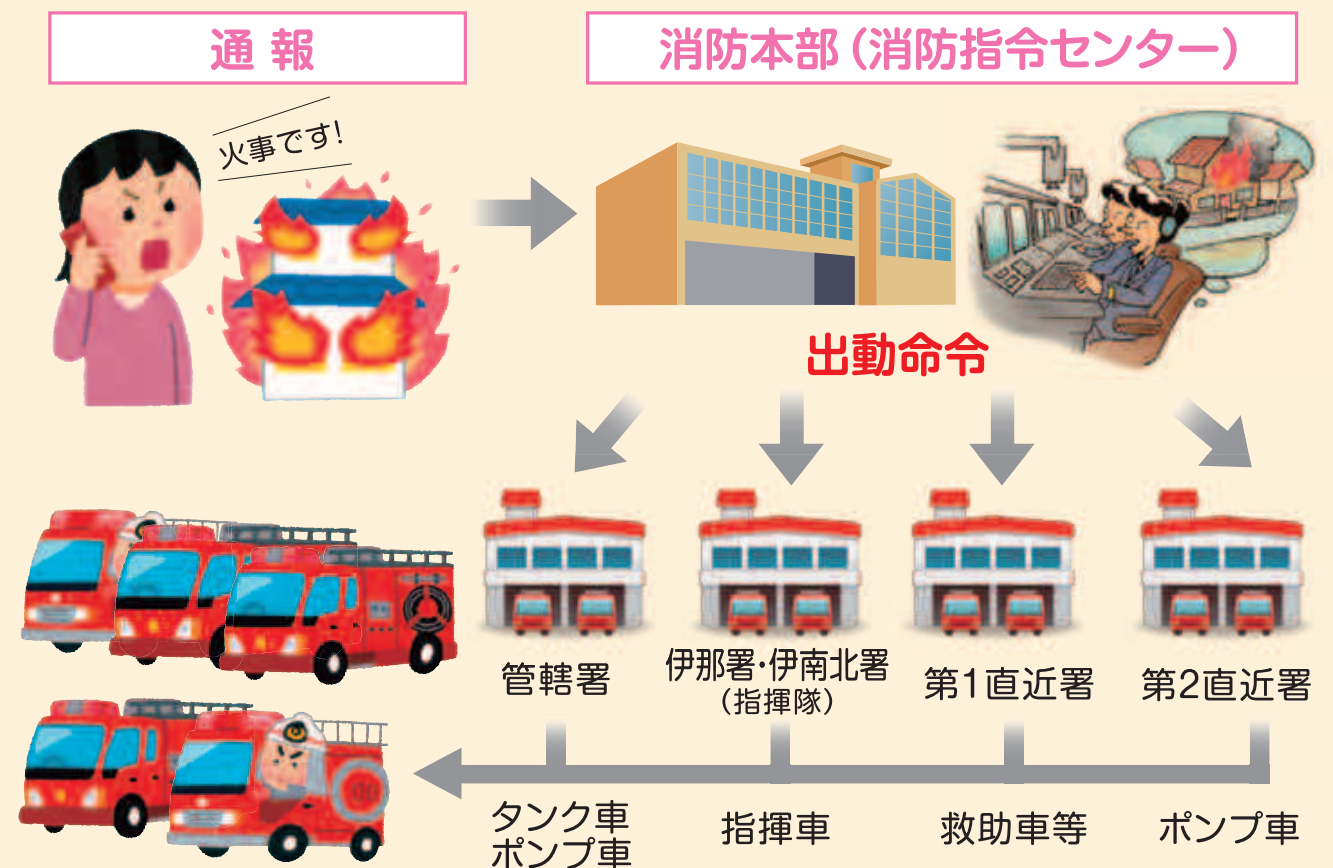 通報
消防本部(消防指令センター)
火事です!
出動命令
管轄署
伊那署・伊南北署
(指揮隊)
第1直近署
第2直近署
タンク車
ポンプ車
指揮車
救助車等
ポンプ車